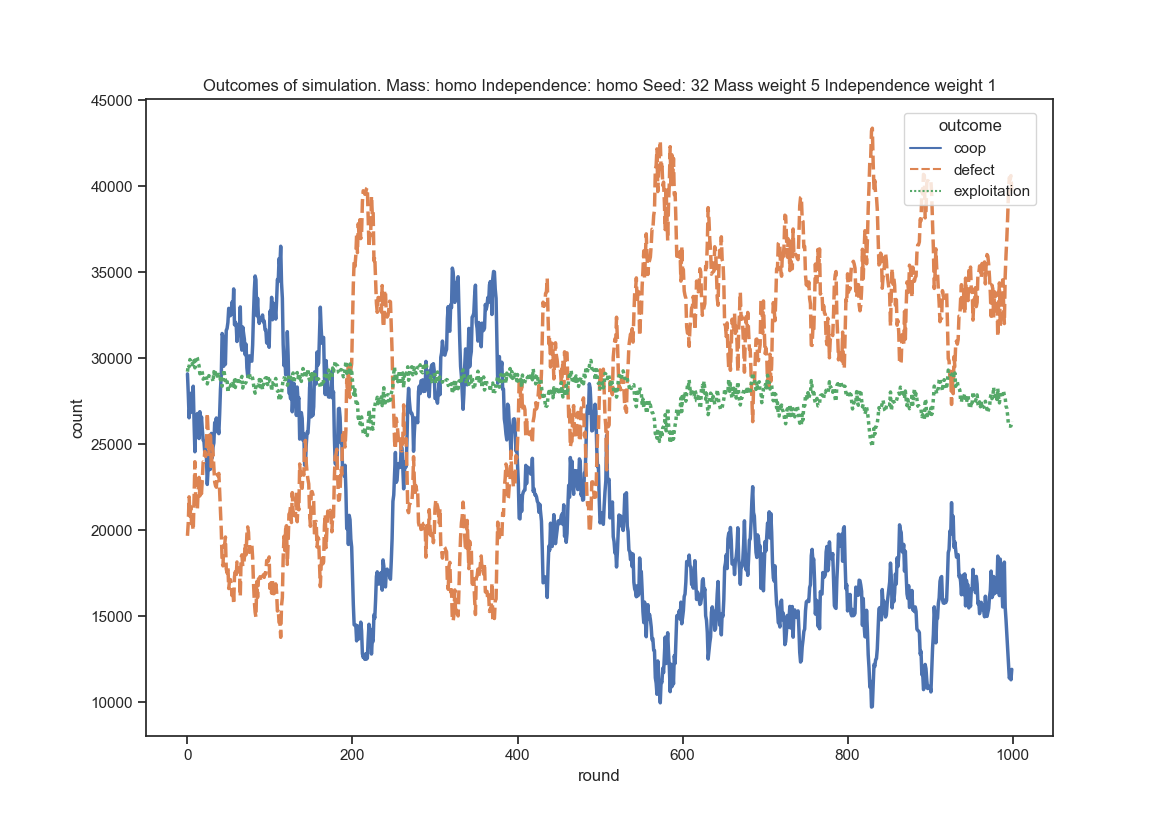 Outcomes of simulation. Mass: homo Independence: homo Seed: 32 Mass weight 5 Independence weight 1
45000
40000
35000
30000
25000
20000
15000
10000
count
outcome
coop
defect
exploitation
0
200
400
600
800
1000
round